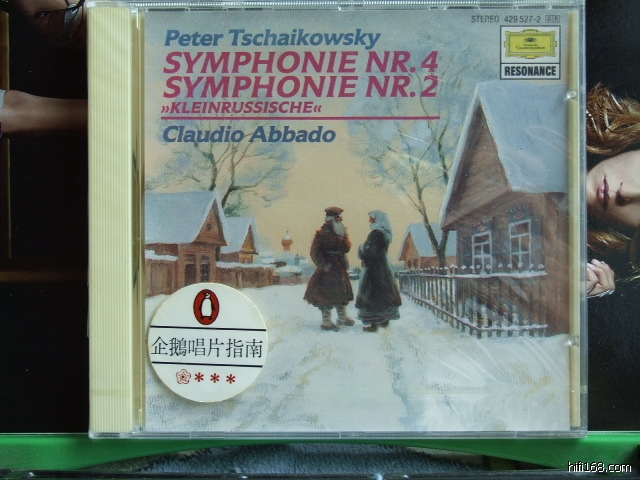 STEREO 429 527-2
Peter Tschaikowsky
SYMPHONIE NR. 4
SYMPHONIE NR. 2
»KLEINRUSSISCHE«
Claudio Abbado
RESONANCE
企鵝唱片指南
***
hifi168.com